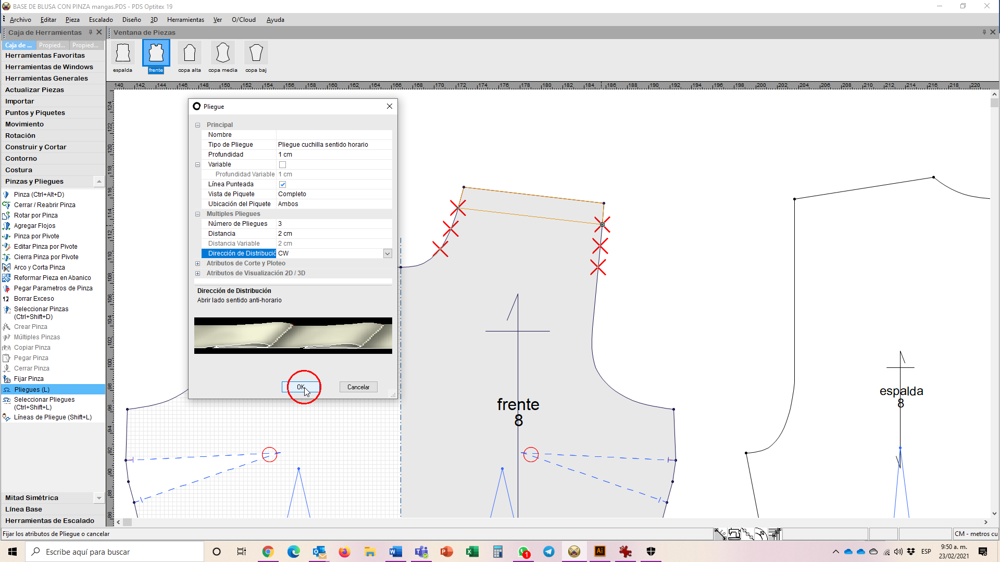 BASE DE BLUSA CON PINZA mangas.PDS - PDS Optitex 19
Archivo Editar Pieza Escalado Diseño 3D Herramientas Ver O/Cloud Ayuda
Caja de Herramientas
Ventana de Piezas
Caja de ... Propied... Propied...
Herramientas Favoritas
Herramientas de Windows
Herramientas Generales
Actualizar Piezas
Importar
Puntos y Piquetes
Movimiento
Rotación
Construir y Cortar
Contorno
Costura
Pinzas y Pliegues
Pinza (Ctrl+Alt+D)
Cerrar / Reabrir Pinza
Rotar por Pinza
Agregar Flojos
Pinza por Pivote
Editar Pinza por Pivote
Cierra Pinza por Pivote
Arco y Corta Pinza
Reformar Pieza en Abanico
Pegar Parametros de Pinza
Borrar Exceso
Seleccionar Pinzas
(Ctrl+Shift+D)
Crear Pinza
Múltiples Pinzas
Copiar Pinza
Pegar Pinza
Cerrar Pinza
Fijar Pinza
Pliegues (L)
Seleccionar Pliegues
(Ctrl+Shift+L)
Líneas de Pliegue (Shift+L)
Mitad Simétrica
Línea Base
Herramientas de Escalado
espalda frente copa alta copa media copa baj
140 142 144 146 148 150 152 154 156 158 160 162 164 166 168 170 172 174 176 178 180 182 184 186 188 190 192 194 196 198 200 202 204 206 208 210 212 214 216 218 220
124
122
120
118
116
114
112
110
108
106
104
102
100
98
96
94
92
90
88
86
Pliegue
Principal
Nombre
Tipo de Pliegue Pliegue cuchilla sentido horario
Profundidad 1 cm
Variable
Profundidad Variable 1 cm
Línea Punteada
Vista de Piquete Completo
Ubicación del Piquete Ambos
Multiples Pliegues
Número de Pliegues 3
Distancia 2 cm
Distancia Variable 2 cm
Dirección de Distribució CW
Atributos de Corte y Ploteo
Atributos de Visualización 2D / 3D
Dirección de Distribución
Abrir lado sentido anti-horario
OK Cancelar
frente
8
espalda
8
Fijar los atributos de Pliegue o cancelar
CM - metros cu
Escribe aquí para buscar
1
ESP
9:50 a. m.
23/02/2021